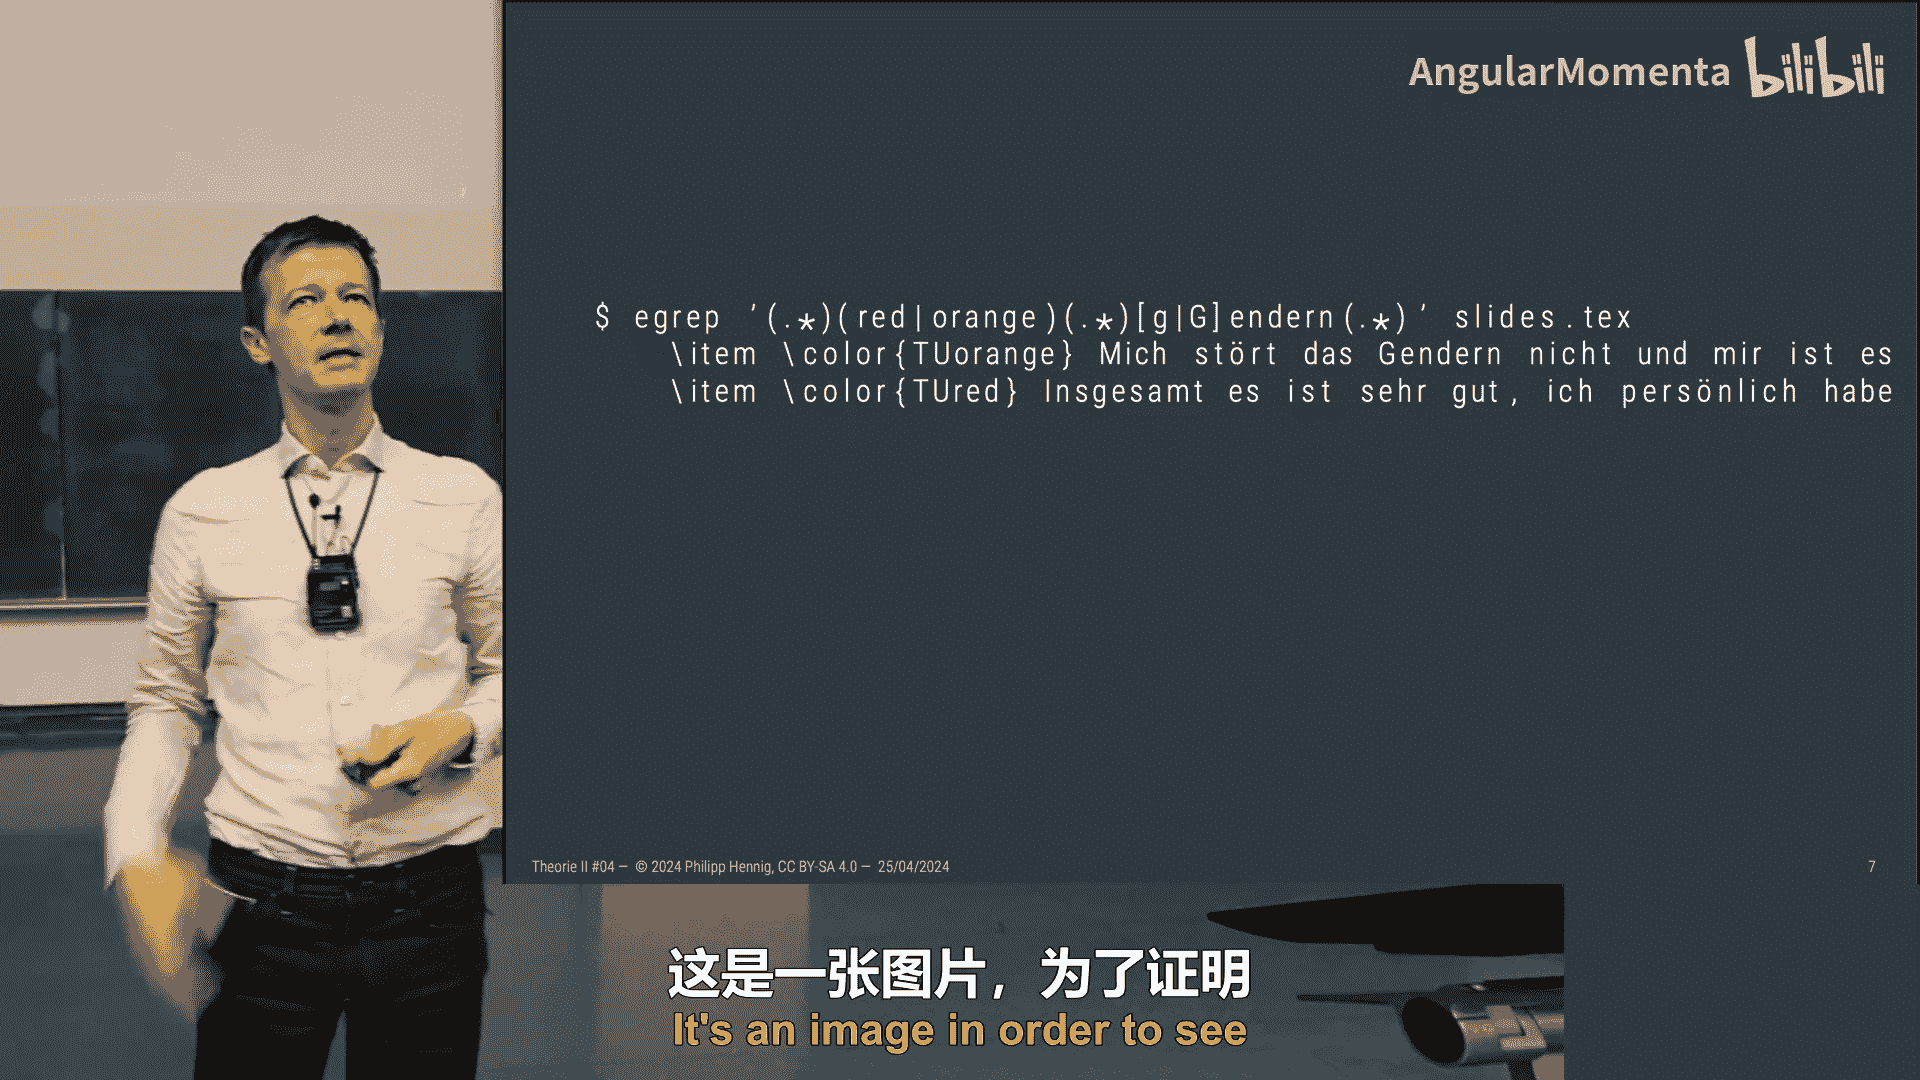 AngularMomenta bilibili
$ egrep '(.*)(red|orange)(.*)[g|G]endern(.*)' slides.tex
\item \color{TUorange} Mich stört das Gendern nicht und mir ist es
\item \color{TUred} Insgesamt es ist sehr gut, ich persönlich habe
Theorie II #04 — © 2024 Philipp Hennig, CC BY-SA 4.0 — 25/04/2024
7
这是一张图片，为了证明
It's an image in order to see